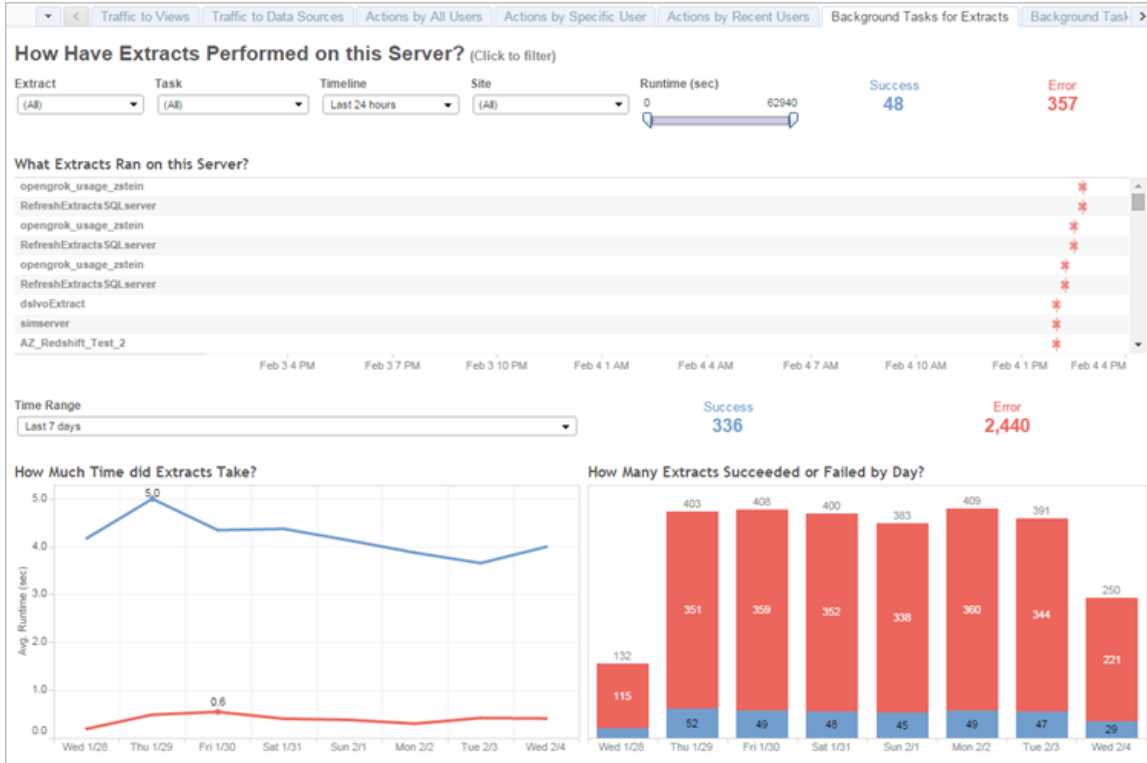 Traffic to Views Traffic to Data Sources Actions by All Users Actions by Specific User Actions by Recent Users Background Tasks for Extracts Background Task
How Have Extracts Performed on this Server? (Click to filter)
Extract Task Timeline Site Runtime (sec) Success Error
(All) (All) Last 24 hours (All) 0 62940 48 357
What Extracts Ran on this Server?
opengrok_usage_zstein
RefreshExtractsSQLserver
opengrok_usage_zstein
RefreshExtractsSQLserver
opengrok_usage_zstein
RefreshExtractsSQLserver
dslvoExtract
simserver
AZ_Redshift_Test_2
Feb 3 4 PM Feb 3 7 PM Feb 3 10 PM Feb 4 1 AM Feb 4 4 AM Feb 4 7 AM Feb 4 10 AM Feb 4 1 PM Feb 4 4 PM
Time Range Success Error
Last 7 days 336 2,440
How Much Time did Extracts Take?
5.0
5.0
4.0
3.0
2.0
1.0
0.6
0.0
Avg. Runtime (sec)
Wed 1/28 Thu 1/29 Fri 1/30 Sat 1/31 Sun 2/1 Mon 2/2 Tue 2/3 Wed 2/4
How Many Extracts Succeeded or Failed by Day?
132 403 408 400 383 409 391 250
115 351 359 352 338 360 344 221
52 49 48 45 49 47 29
Wed 1/28 Thu 1/29 Fri 1/30 Sat 1/31 Sun 2/1 Mon 2/2 Tue 2/3 Wed 2/4